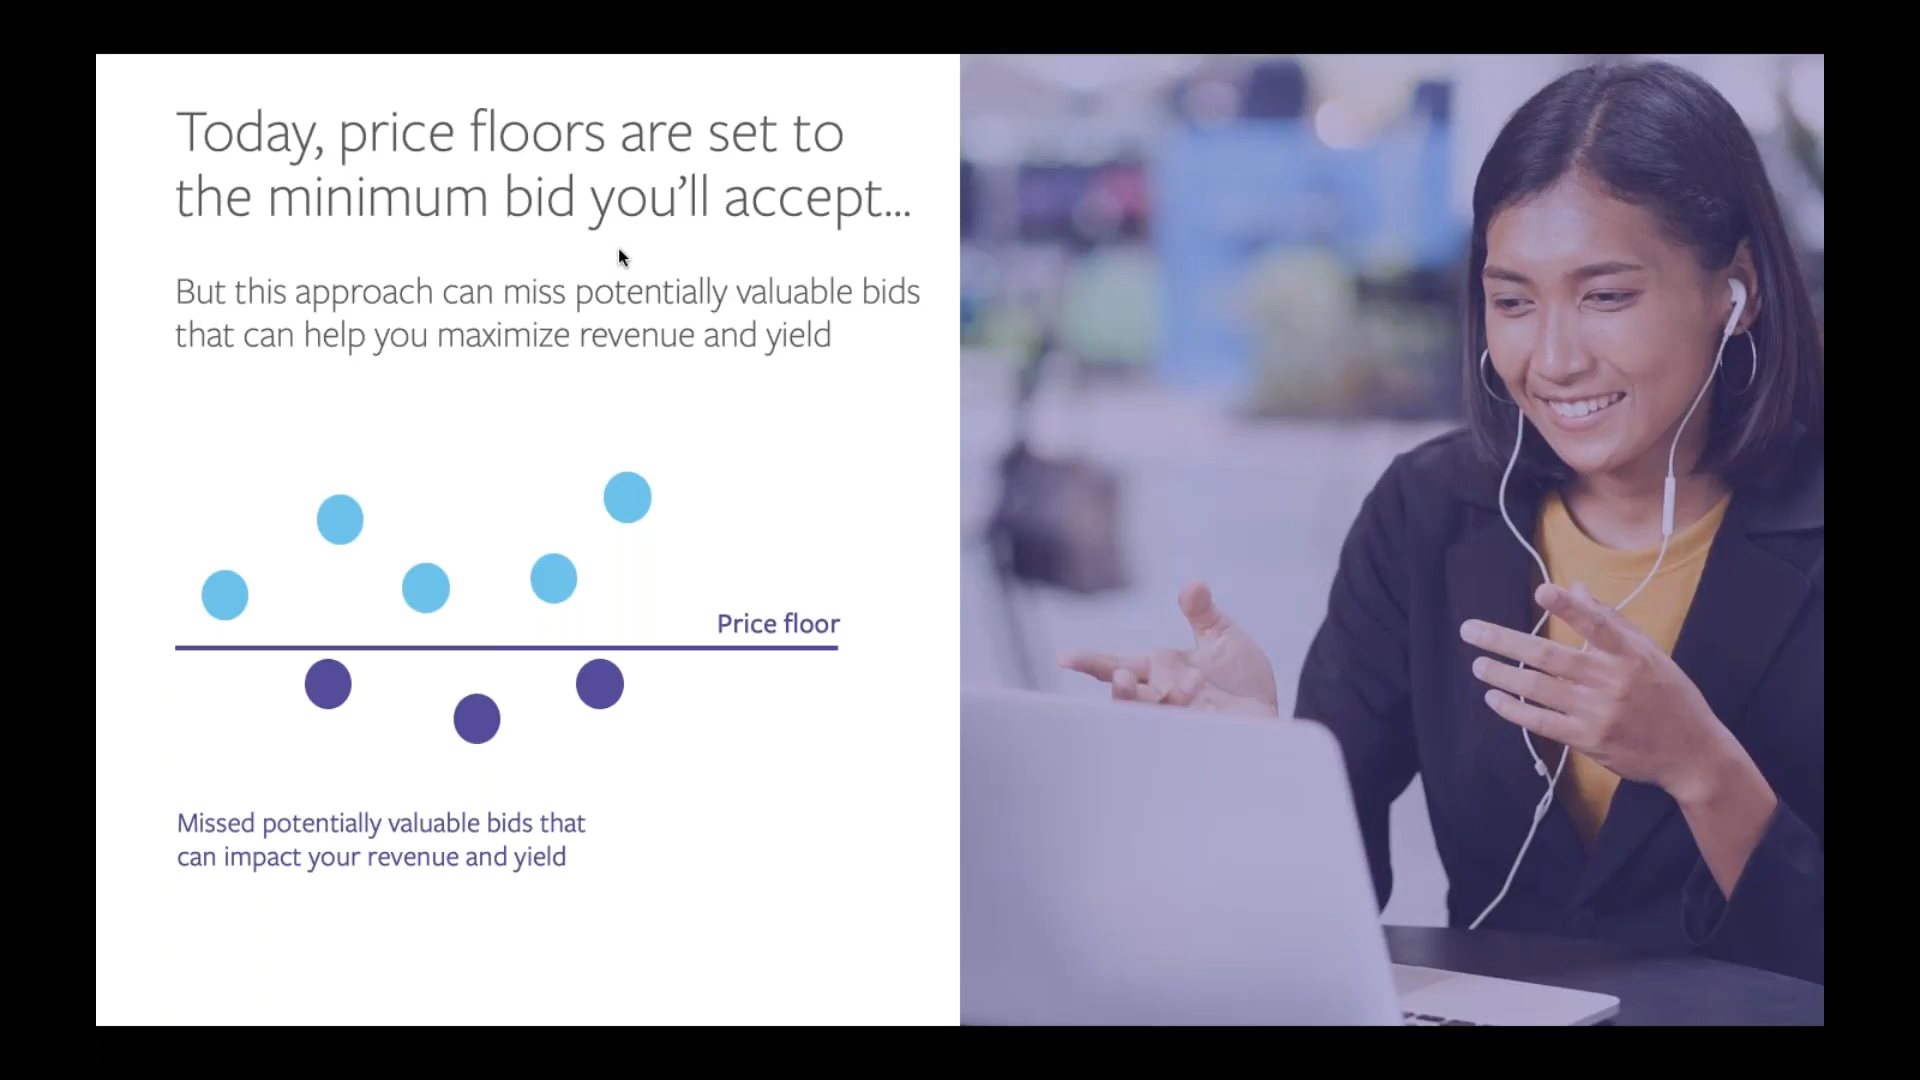 Today, price floors are set to
the minimum bid you’ll accept...
But this approach can miss potentially valuable bids
that can help you maximize revenue and yield
Price floor
Missed potentially valuable bids that
can impact your revenue and yield